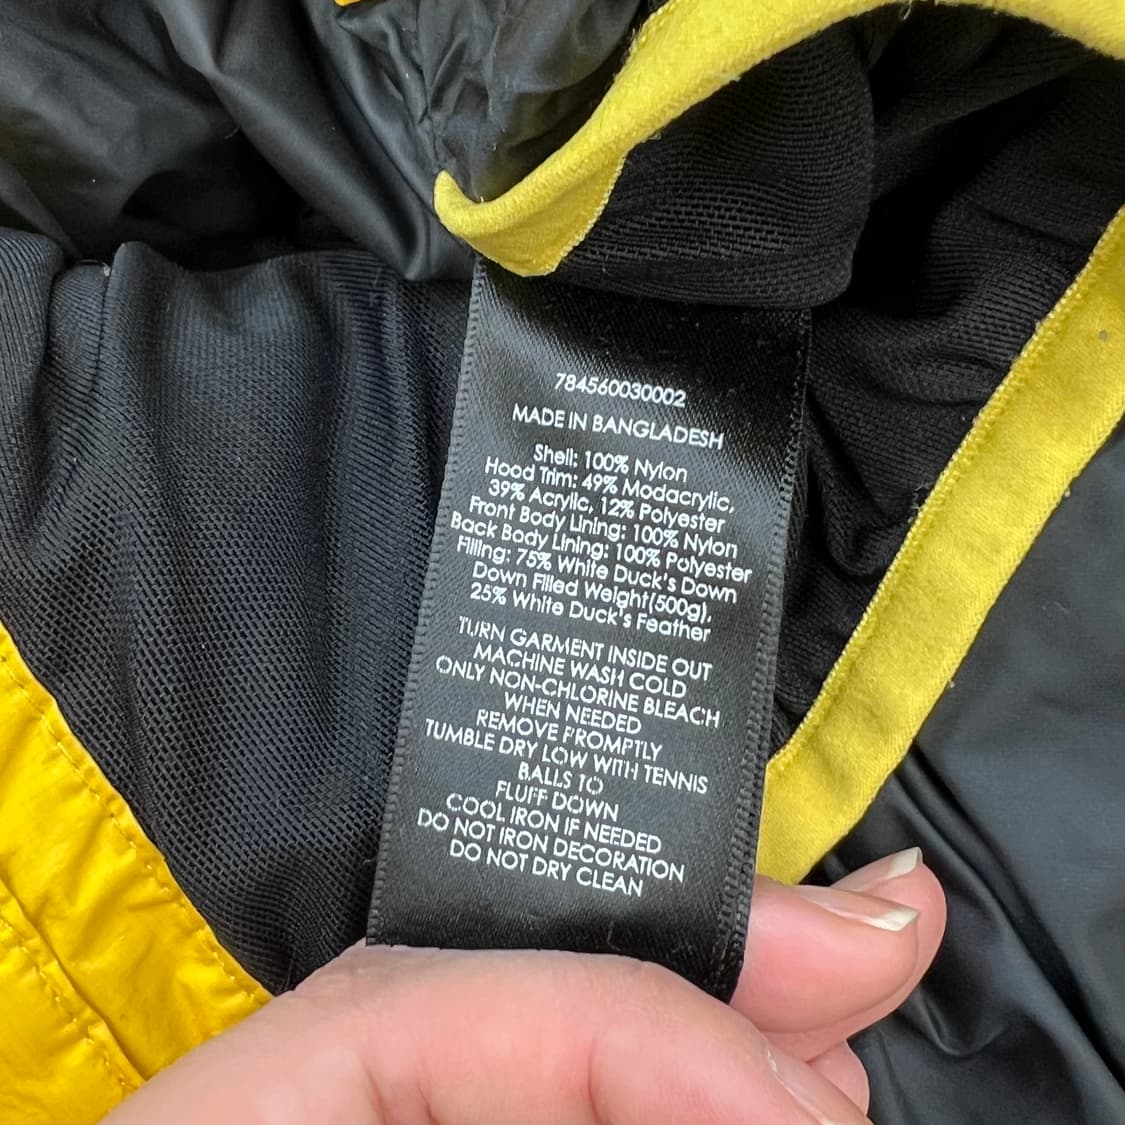 784560030002
MADE IN BANGLADESH
Shell: 100% Nylon
Hood Trim: 49% Modacrylic,
39% Acrylic, 12% Polyester
Front Body Lining: 100% Nylon
Back Body Lining: 100% Polyester
Filling: 75% White Duck's Down
Down Filled Weight(500g),
25% White Duck's Feather
TURN GARMENT INSIDE OUT
MACHINE WASH COLD
ONLY NON-CHLORINE BLEACH
WHEN NEEDED
REMOVE PROMPTLY
TUMBLE DRY LOW WITH TENNIS
BALLS TO
FLUFF DOWN
COOL IRON IF NEEDED
DO NOT IRON DECORATION
DO NOT DRY CLEAN